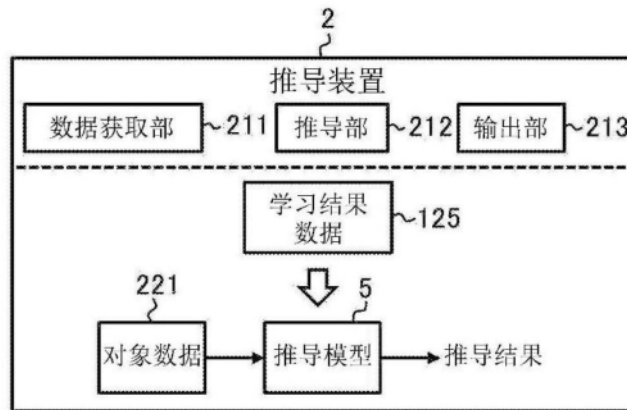 2
推导装置
数据获取部 211 推导部 212 输出部 213
学习结果
数据
125
221 5
对象数据 推导模型 推导结果